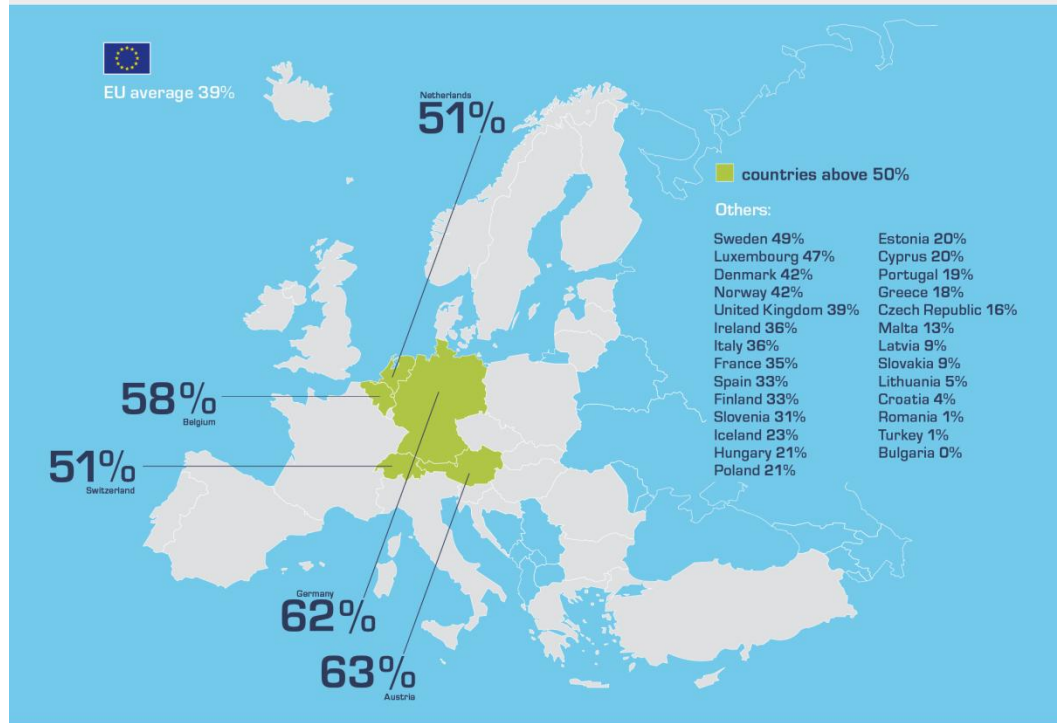 EU average 39%
Netherlands
51%
countries above 50%
Others:
Sweden 49%
Luxembourg 47%
Denmark 42%
Norway 42%
United Kingdom 39%
Ireland 36%
Italy 36%
France 35%
Spain 33%
Finland 33%
Slovenia 31%
Iceland 23%
Hungary 21%
Poland 21%
Estonia 20%
Cyprus 20%
Portugal 19%
Greece 18%
Czech Republic 16%
Malta 13%
Latvia 9%
Slovakia 9%
Lithuania 5%
Croatia 4%
Romania 1%
Turkey 1%
Bulgaria 0%
58%
Belgium
51%
Switzerland
Germany
62%
63%
Austria